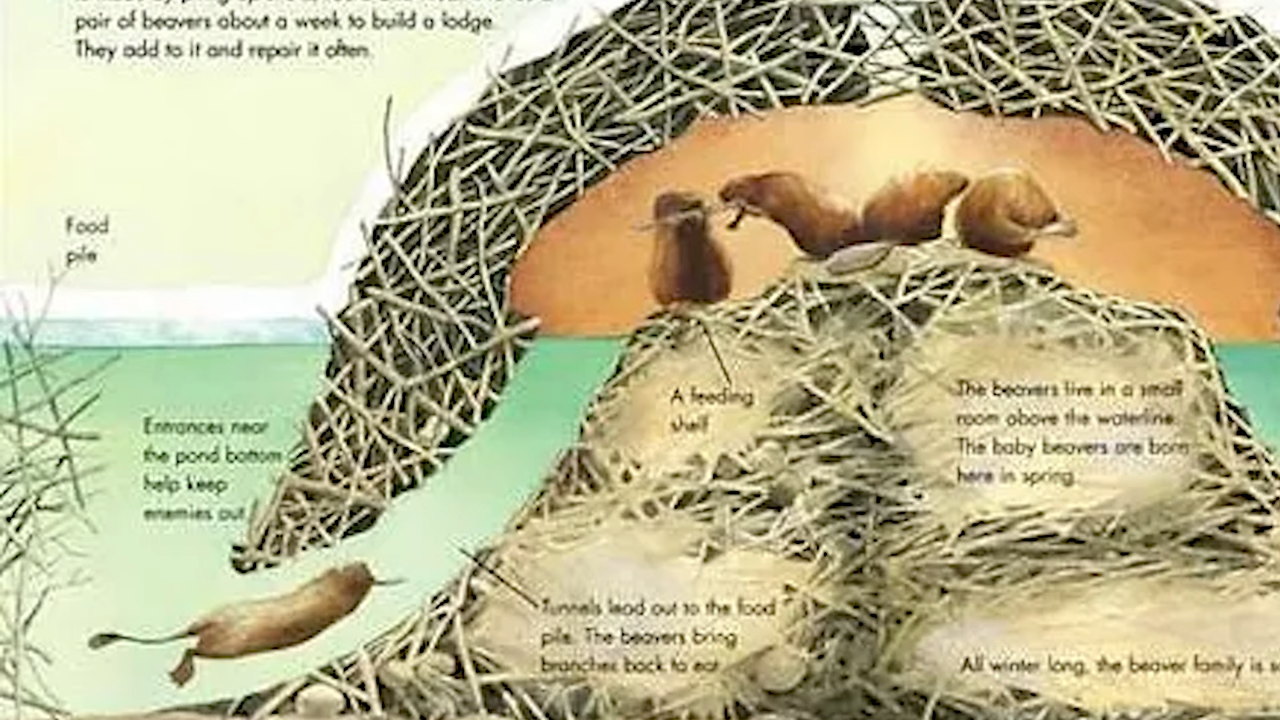 pair of beavers about a week to build a lodge.
They add to it and repair it often.
Food
pile
Entrances near
the pond bottom
help keep
enemies out.
A feeding
shelf
The beavers live in a small
room above the waterline.
The baby beavers are born
here in spring.
Tunnels lead out to the food
pile. The beavers bring
branches back to eat.
All winter long, the beaver family is